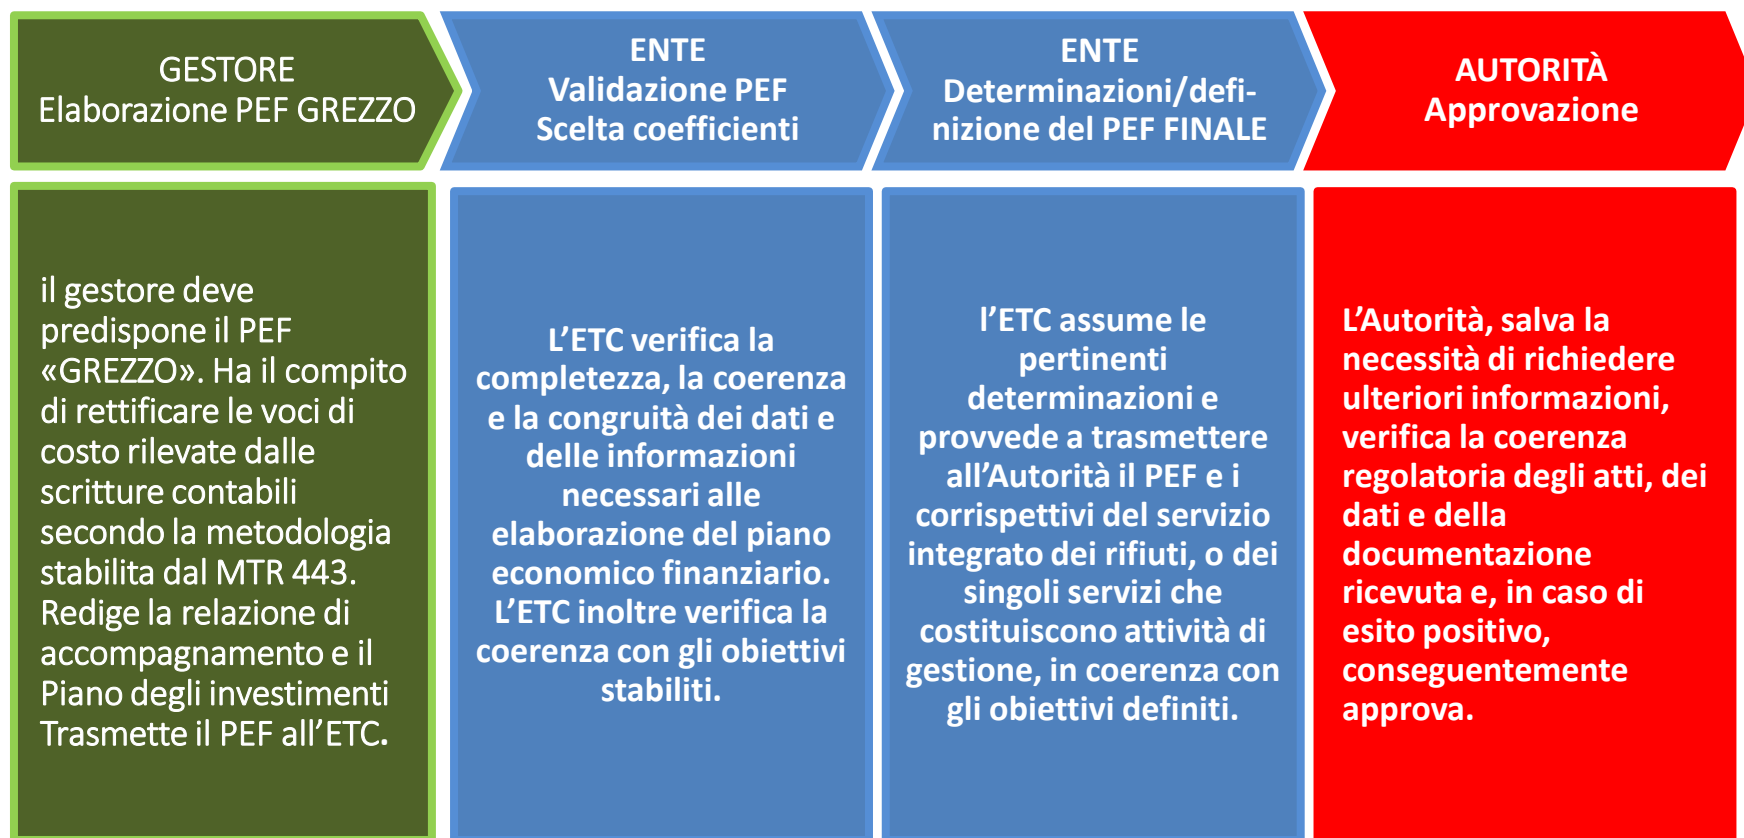 GESTORE
Elaborazione PEF GREZZO
ENTE
Validazione PEF
Scelta coefficienti
ENTE
Determinazioni/defi-
nizione del PEF FINALE
AUTORITÀ
Approvazione
il gestore deve
predispone il PEF
«GREZZO». Ha il compito
di rettificare le voci di
costo rilevate dalle
scritture contabili
secondo la metodologia
stabilita dal MTR 443.
Redige la relazione di
accompagnamento e il
Piano degli investimenti
Trasmette il PEF all’ETC.
L’ETC verifica la
completezza, la coerenza
e la congruità dei dati e
delle informazioni
necessari alle
elaborazione del piano
economico finanziario.
L’ETC inoltre verifica la
coerenza con gli obiettivi
stabiliti.
l’ETC assume le
pertinenti
determinazioni e
provvede a trasmettere
all’Autorità il PEF e i
corrispettivi del servizio
integrato dei rifiuti, o dei
singoli servizi che
costituiscono attività di
gestione, in coerenza con
gli obiettivi definiti.
L’Autorità, salva la
necessità di richiedere
ulteriori informazioni,
verifica la coerenza
regolatoria degli atti, dei
dati e della
documentazione
ricevuta e, in caso di
esito positivo,
conseguentemente
approva.